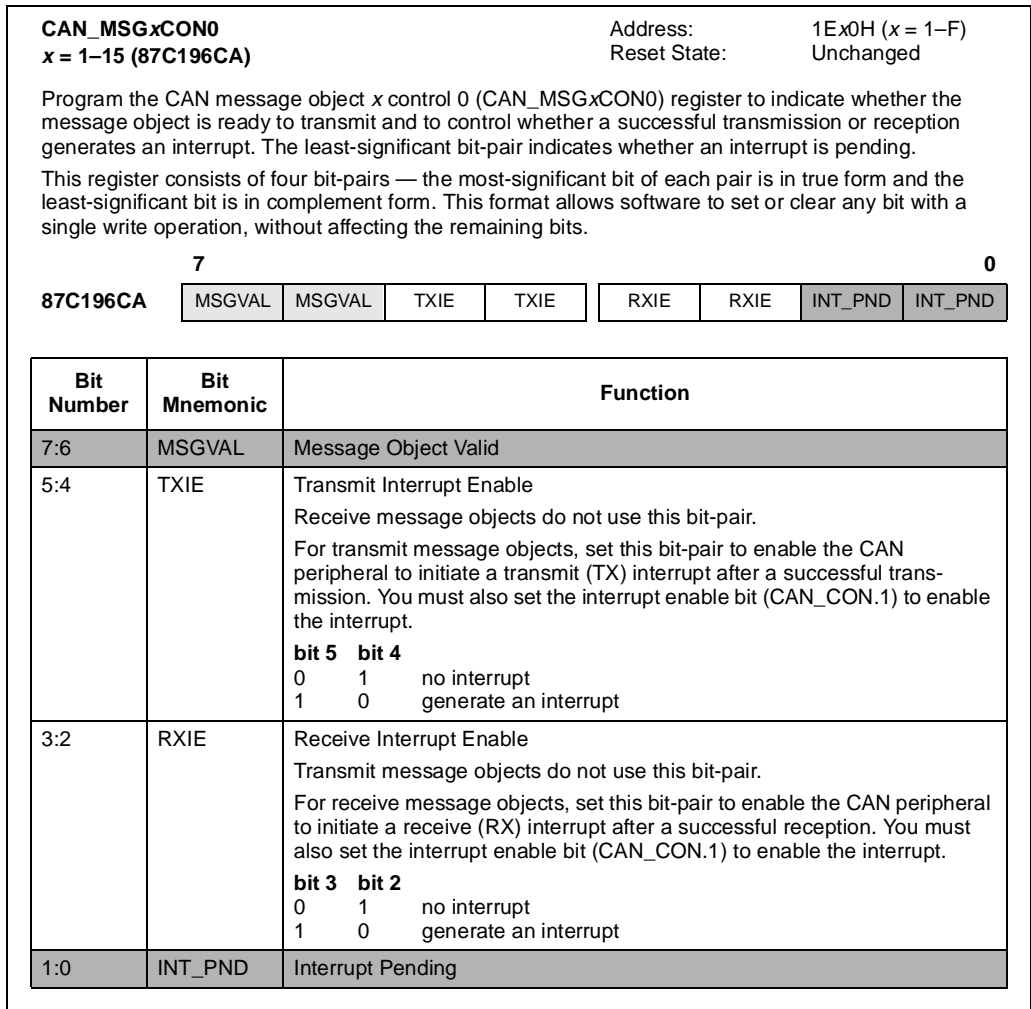 CAN_MSGxCON0 Address: 1Ex0H (x = 1–F)
x = 1–15 (87C196CA) Reset State: Unchanged
Program the CAN message object x control 0 (CAN_MSGxCON0) register to indicate whether the
message object is ready to transmit and to control whether a successful transmission or reception
generates an interrupt. The least-significant bit-pair indicates whether an interrupt is pending.
This register consists of four bit-pairs — the most-significant bit of each pair is in true form and the
least-significant bit is in complement form. This format allows software to set or clear any bit with a
single write operation, without affecting the remaining bits.
7 0
87C196CA MSGVAL MSGVAL TXIE TXIE RXIE RXIE INT_PND INT_PND
Bit Number Bit Mnemonic Function
7:6 MSGVAL Message Object Valid
5:4 TXIE Transmit Interrupt Enable
Receive message objects do not use this bit-pair.
For transmit message objects, set this bit-pair to enable the CAN
peripheral to initiate a transmit (TX) interrupt after a successful trans-
mission. You must also set the interrupt enable bit (CAN_CON.1) to enable
the interrupt.
bit 5 bit 4
0 1 no interrupt
1 0 generate an interrupt
3:2 RXIE Receive Interrupt Enable
Transmit message objects do not use this bit-pair.
For receive message objects, set this bit-pair to enable the CAN peripheral
to initiate a receive (RX) interrupt after a successful reception. You must
also set the interrupt enable bit (CAN_CON.1) to enable the interrupt.
bit 3 bit 2
0 1 no interrupt
1 0 generate an interrupt
1:0 INT_PND Interrupt Pending